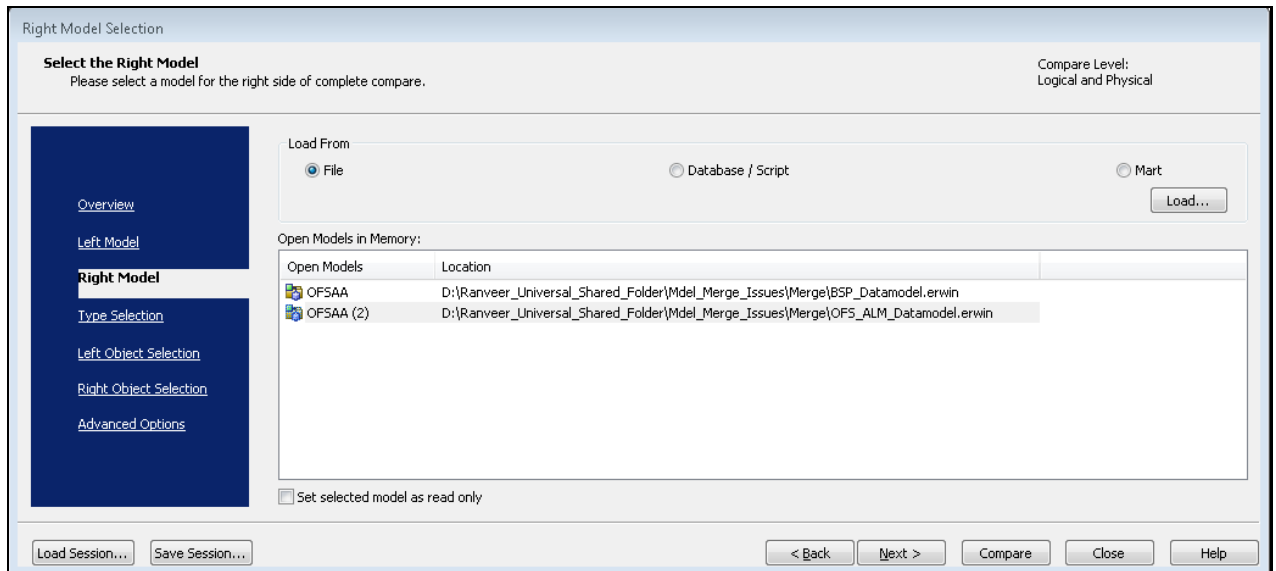 Right Model Selection
Select the Right Model
Please select a model for the right side of complete compare.
Compare Level:
Logical and Physical
Overview
Left Model
Right Model
Type Selection
Left Object Selection
Right Object Selection
Advanced Options
Load From
File
Database / Script
Mart
Load...
Open Models in Memory:
Open Models Location
OFSAA D:\Ranveer_Universal_Shared_Folder\Mdel_Merge_Issues\Merge\BSP_Datamodel.erwin
OFSAA (2) D:\Ranveer_Universal_Shared_Folder\Mdel_Merge_Issues\Merge\OFS_ALM_Datamodel.erwin
Set selected model as read only
Load Session... Save Session... < Back Next > Compare Close Help